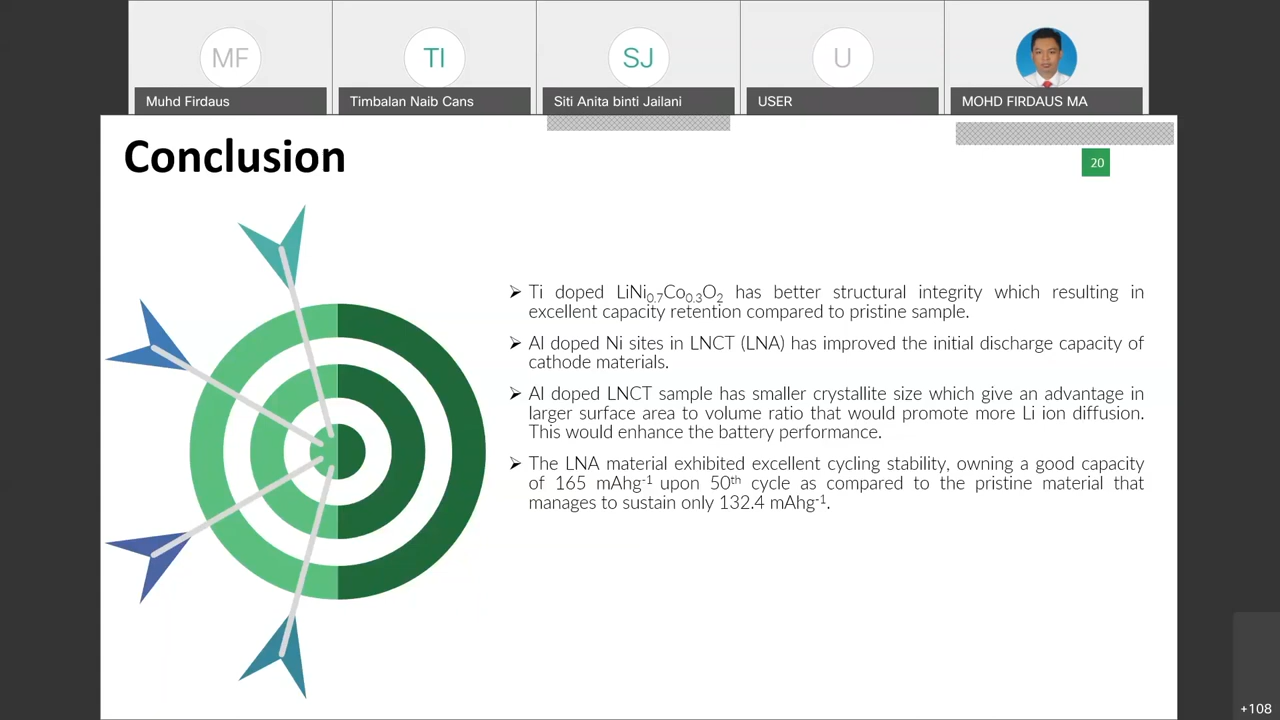 MF
TI
SJ
U
Muhd Firdaus
Timbalan Naib Cans
Siti Anita binti Jailani
USER
MOHD FIRDAUS MA
Conclusion
20
➢ Ti doped LiNi₀.₇Co₀.₃O₂ has better structural integrity which resulting in
excellent capacity retention compared to pristine sample.
➢ Al doped Ni sites in LNCT (LNA) has improved the initial discharge capacity of
cathode materials.
➢ Al doped LNCT sample has smaller crystallite size which give an advantage in
larger surface area to volume ratio that would promote more Li ion diffusion.
This would enhance the battery performance.
➢ The LNA material exhibited excellent cycling stability, owning a good capacity
of 165 mAhg⁻¹ upon 50ᵗʰ cycle as compared to the pristine material that
manages to sustain only 132.4 mAhg⁻¹.
+108